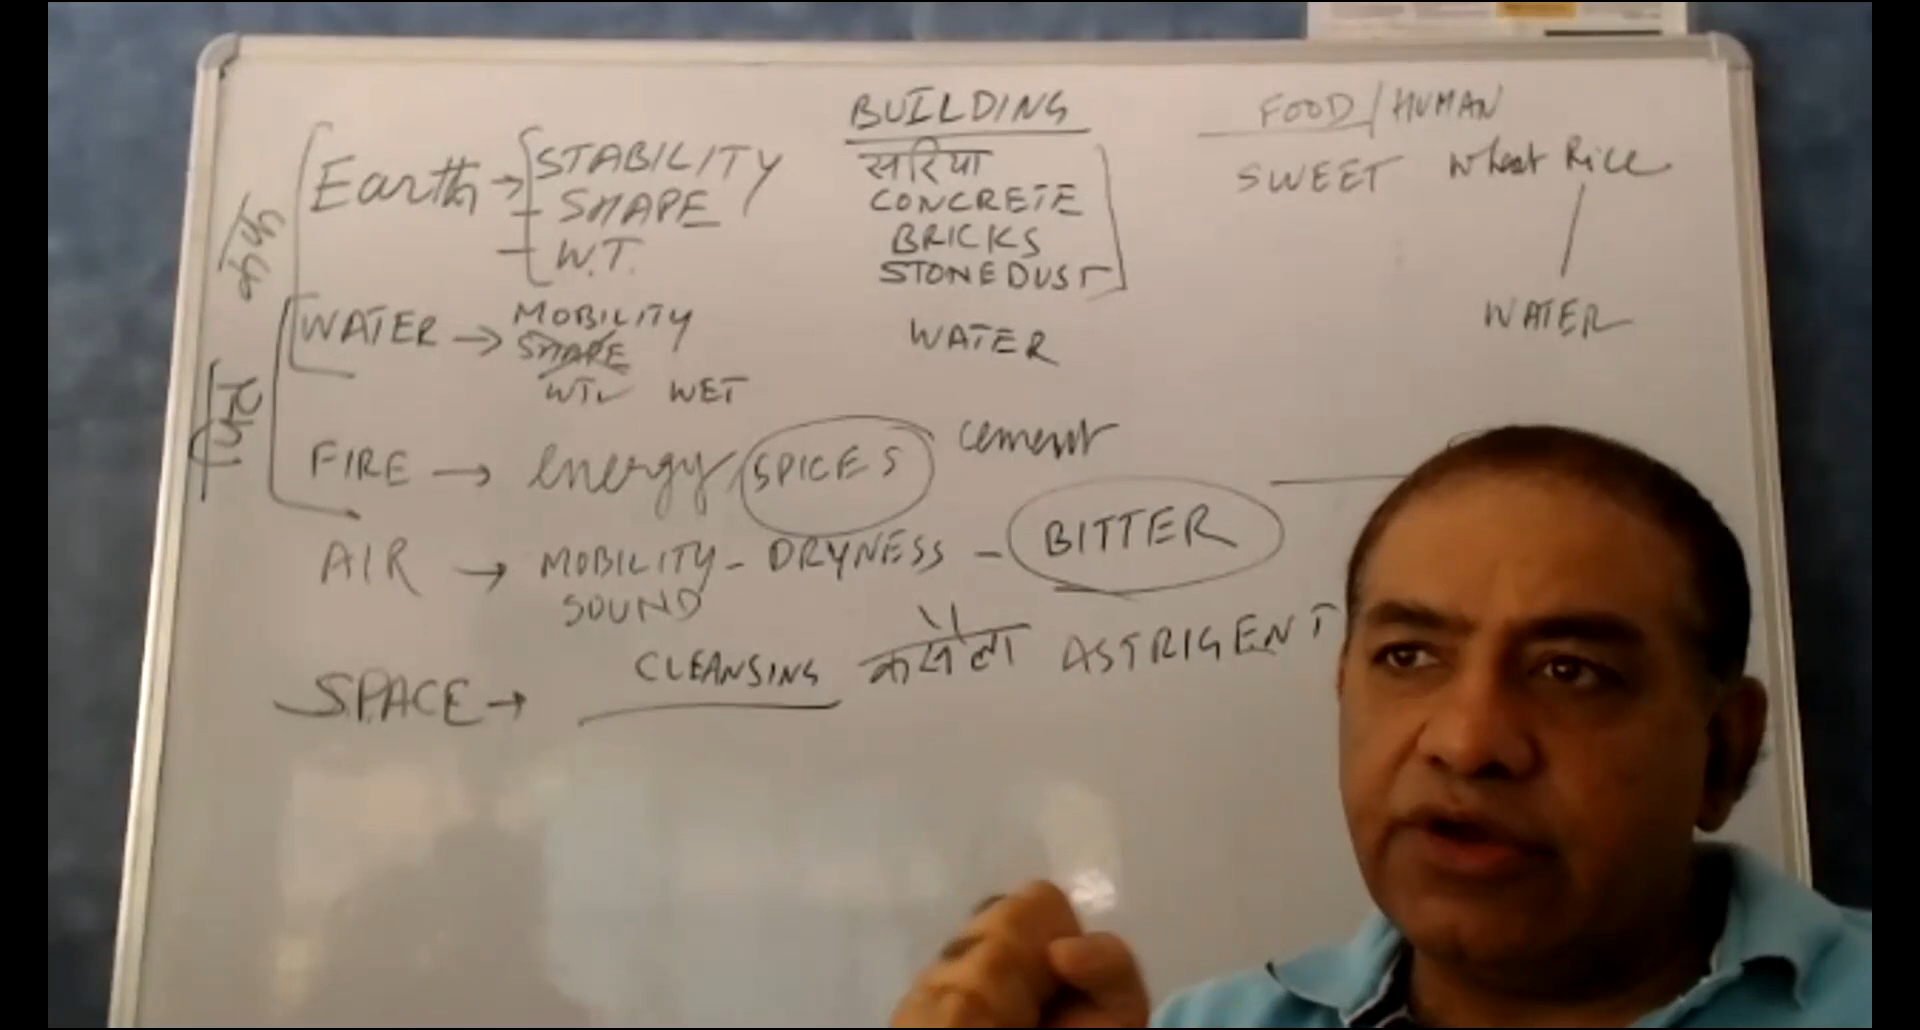 BUILDING
FOOD / HUMAN
Earth → STABILITY
- SHAPE
- W.T.
सरिया
CONCRETE
BRICKS
STONE DUST
SWEET wheat Rice
WATER
कफ
WATER → MOBILITY
SHAPE
WT✓ WET
WATER
पित्त
FIRE → energy SPICES cement
AIR → MOBILITY - DRYNESS - BITTER
SOUND
SPACE → CLEANSING कसैला ASTRIGENT